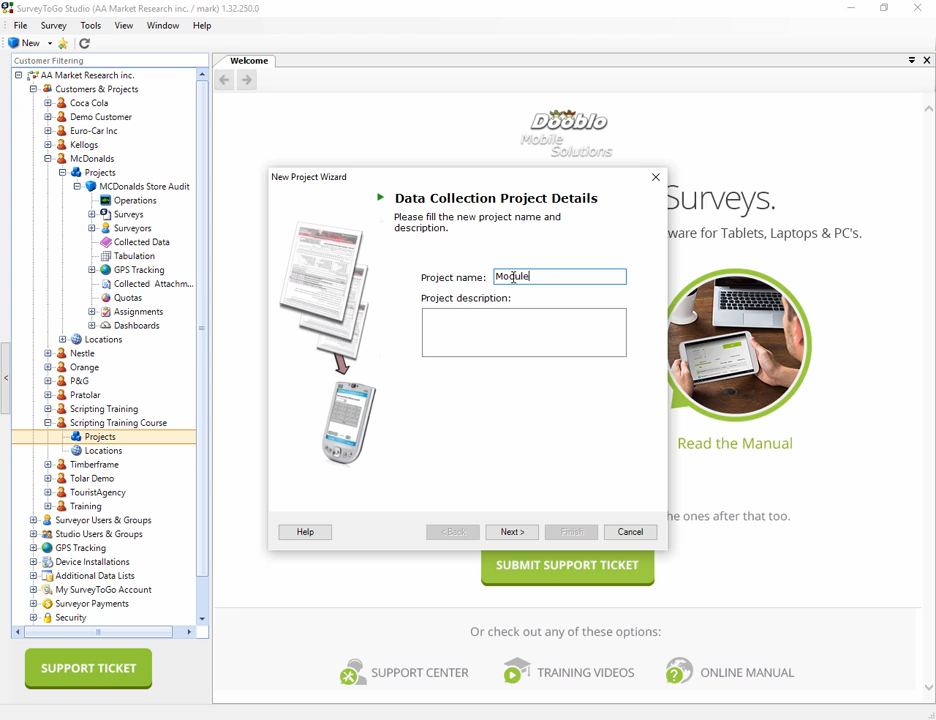 SurveyToGo Studio (AA Market Research inc. / mark) 1.32.250.0
File Survey Tools View Window Help
New
Customer Filtering
AA Market Research inc.
Customers & Projects
Coca Cola
Demo Customer
Euro-Car Inc
Kellogs
McDonalds
Projects
MCDonalds Store Audit
Operations
Surveys
Surveyors
Collected Data
Tabulation
GPS Tracking
Collected Attachm...
Quotas
Assignments
Dashboards
Locations
Nestle
Orange
P&G
Pratolar
Scripting Training
Scripting Training Course
Projects
Locations
Timberframe
Tolar Demo
TouristAgency
Training
Surveyor Users & Groups
Studio Users & Groups
GPS Tracking
Device Installations
Additional Data Lists
My SurveyToGo Account
Surveyor Payments
Security
SUPPORT TICKET
Welcome
Dooblo
Mobile
Solutions
Surveys.
ware for Tablets, Laptops & PC's.
New Project Wizard
Data Collection Project Details
Please fill the new project name and
description.
Project name: Module
Project description:
Help < Back Next > Finish Cancel
Read the Manual
he ones after that too.
SUBMIT SUPPORT TICKET
Or check out any of these options:
SUPPORT CENTER TRAINING VIDEOS ONLINE MANUAL